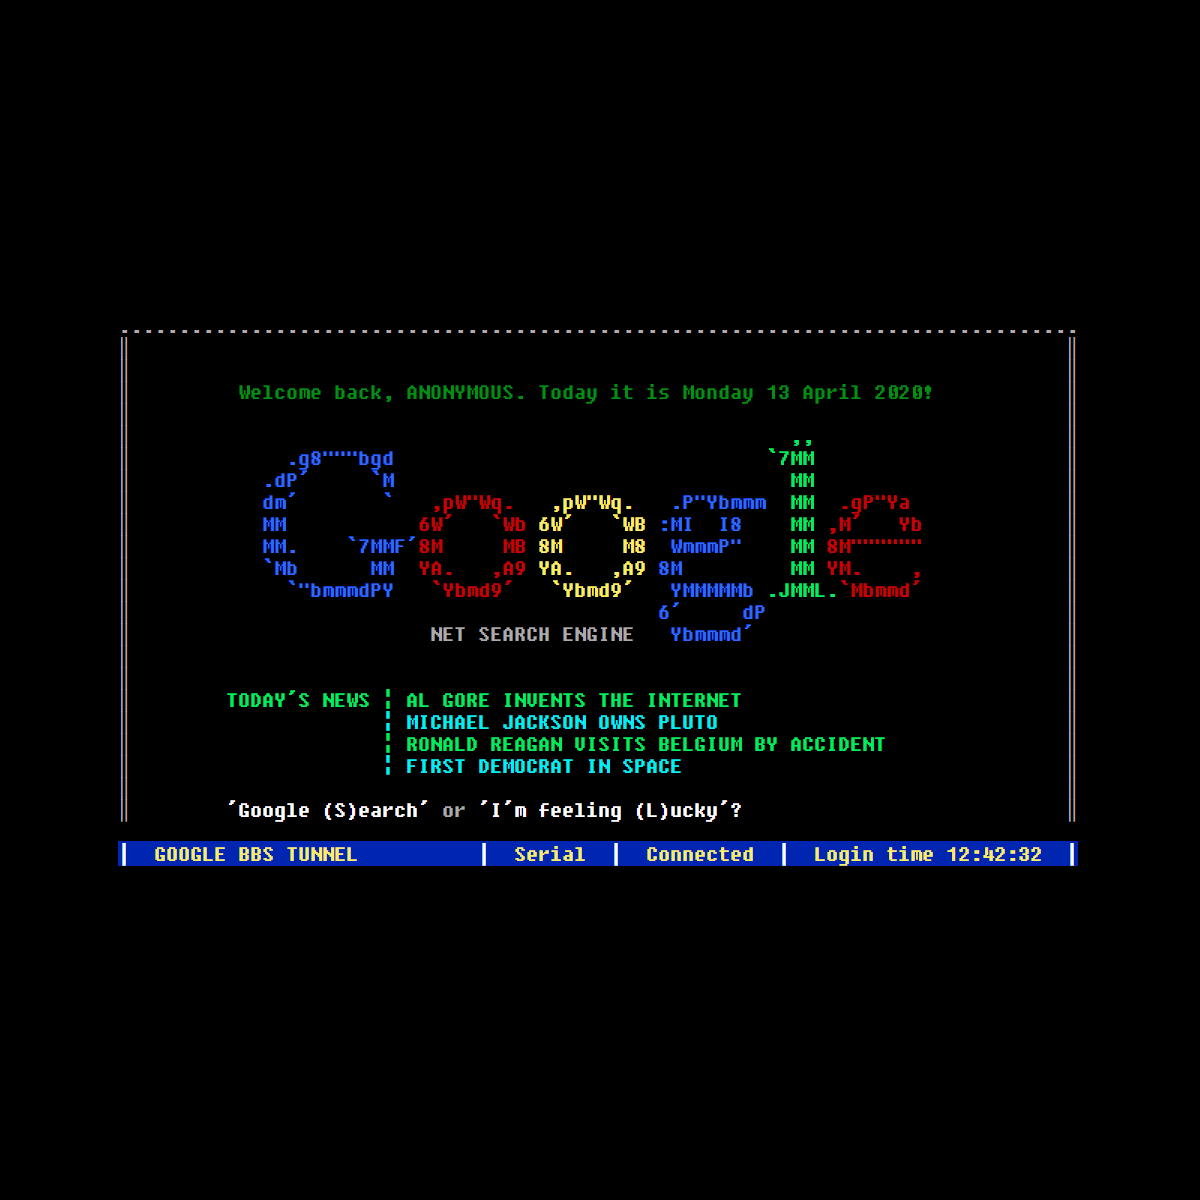 Welcome back, ANONYMOUS. Today it is Monday 13 April 2020!
Google
NET SEARCH ENGINE
TODAY'S NEWS ¦ AL GORE INVENTS THE INTERNET
¦ MICHAEL JACKSON OWNS PLUTO
¦ RONALD REAGAN VISITS BELGIUM BY ACCIDENT
¦ FIRST DEMOCRAT IN SPACE
'Google (S)earch' or 'I'm feeling (L)ucky'?
| GOOGLE BBS TUNNEL | Serial | Connected | Login time 12:42:32 |